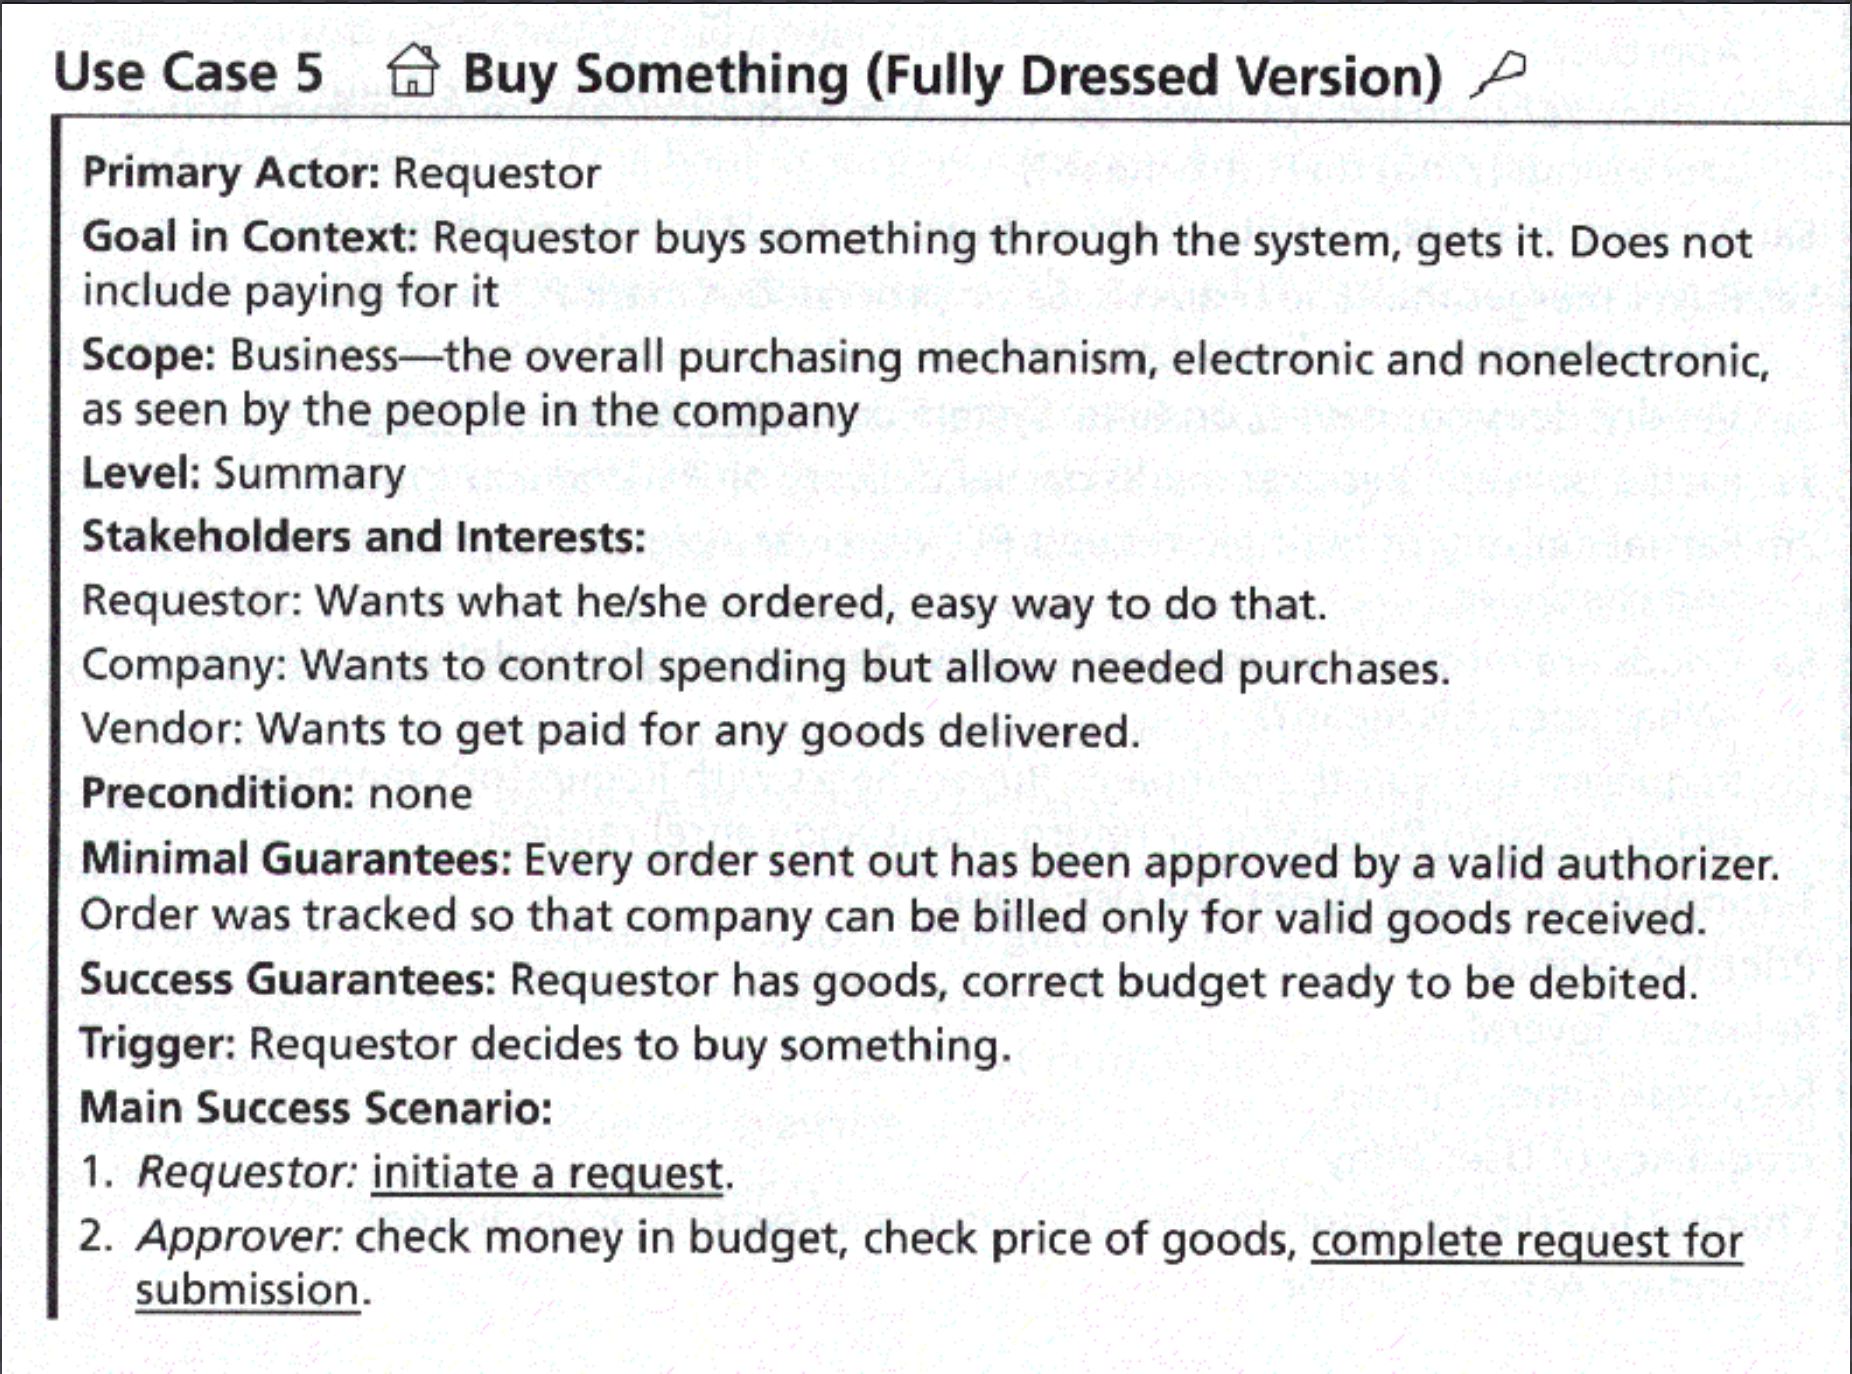 Use Case 5 Buy Something (Fully Dressed Version)
Primary Actor: Requestor
Goal in Context: Requestor buys something through the system, gets it. Does not
include paying for it
Scope: Business—the overall purchasing mechanism, electronic and nonelectronic,
as seen by the people in the company
Level: Summary
Stakeholders and Interests:
Requestor: Wants what he/she ordered, easy way to do that.
Company: Wants to control spending but allow needed purchases.
Vendor: Wants to get paid for any goods delivered.
Precondition: none
Minimal Guarantees: Every order sent out has been approved by a valid authorizer.
Order was tracked so that company can be billed only for valid goods received.
Success Guarantees: Requestor has goods, correct budget ready to be debited.
Trigger: Requestor decides to buy something.
Main Success Scenario:
1. Requestor: initiate a request.
2. Approver: check money in budget, check price of goods, complete request for
submission.